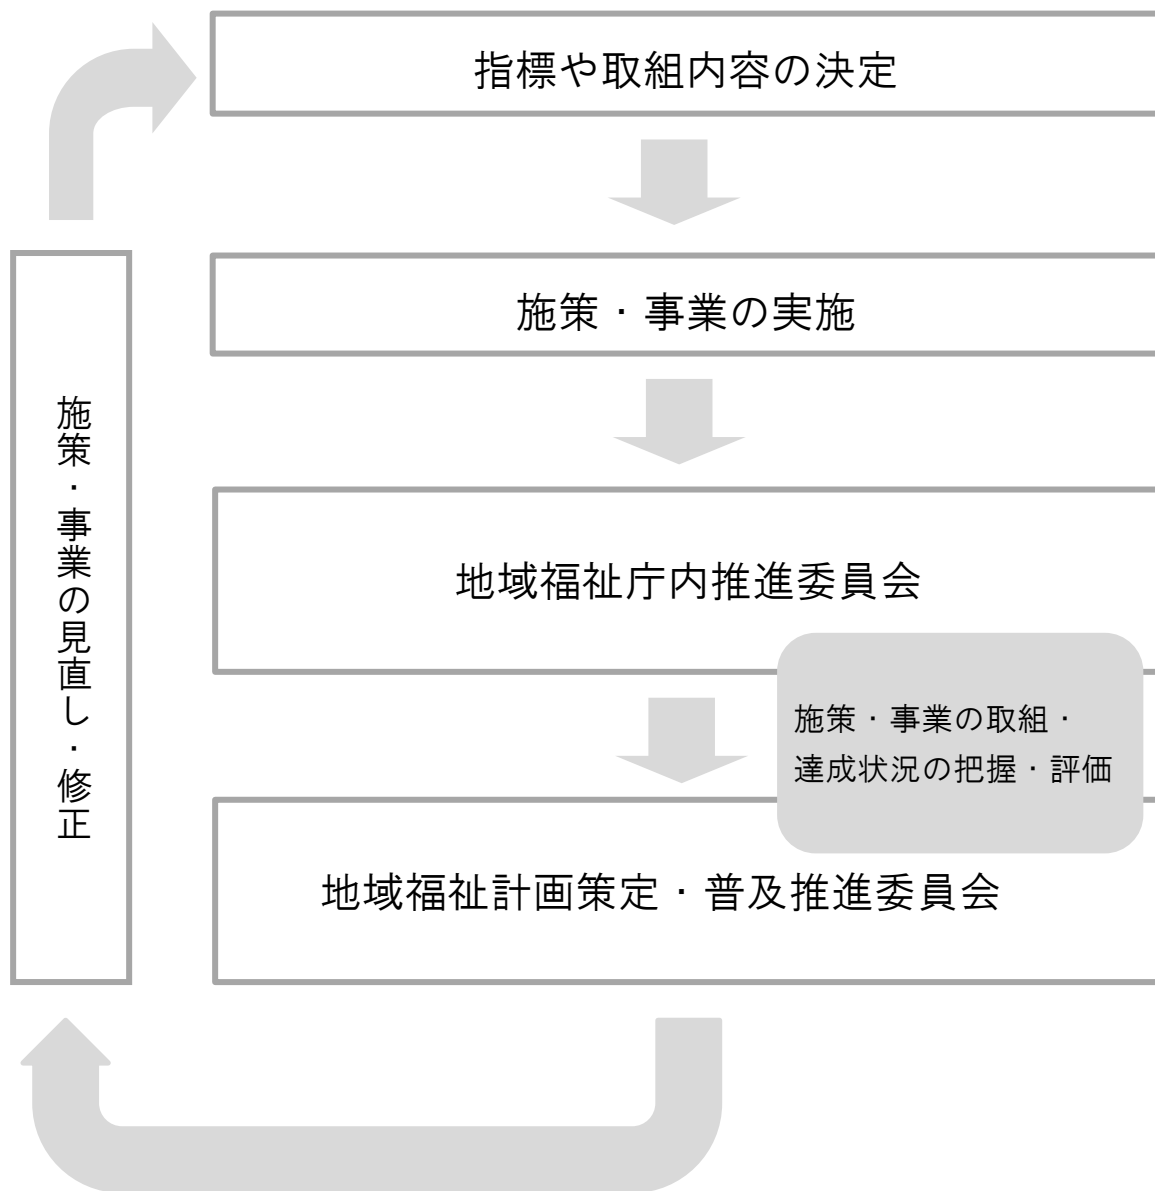 指標や取組内容の決定
施策・事業の実施
地域福祉庁内推進委員会
施策・事業の取組・
達成状況の把握・評価
地域福祉計画策定・普及推進委員会
施策・事業の見直し・修正